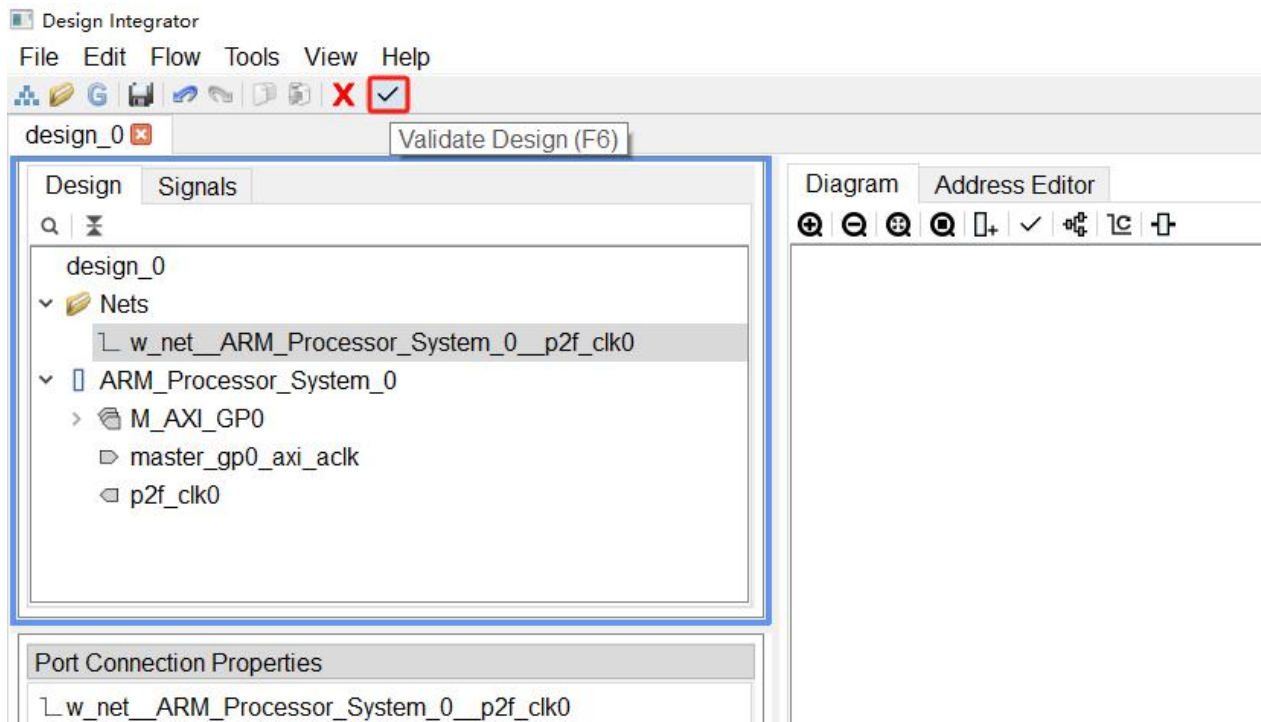 Design Integrator
File Edit Flow Tools View Help
G
design_0
Validate Design (F6)
Design Signals
design_0
Nets
w_net__ARM_Processor_System_0__p2f_clk0
ARM_Processor_System_0
M_AXI_GP0
master_gp0_axi_aclk
p2f_clk0
Port Connection Properties
w_net__ARM_Processor_System_0__p2f_clk0
Diagram Address Editor